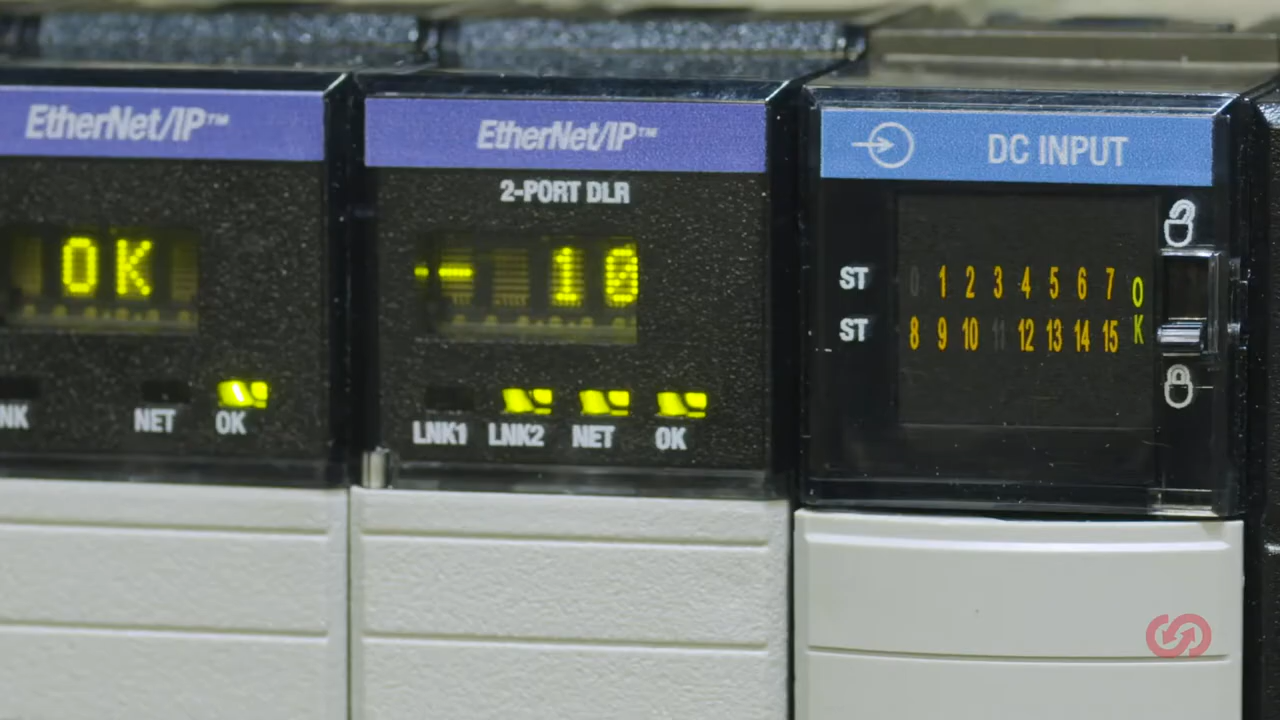 EtherNet/IP™
OK
NK NET OK
EtherNet/IP™
2-PORT DLR
- 10
LNK1 LNK2 NET OK
DC INPUT
ST 0 1 2 3 4 5 6 7 O
ST 8 9 10 11 12 13 14 15 K